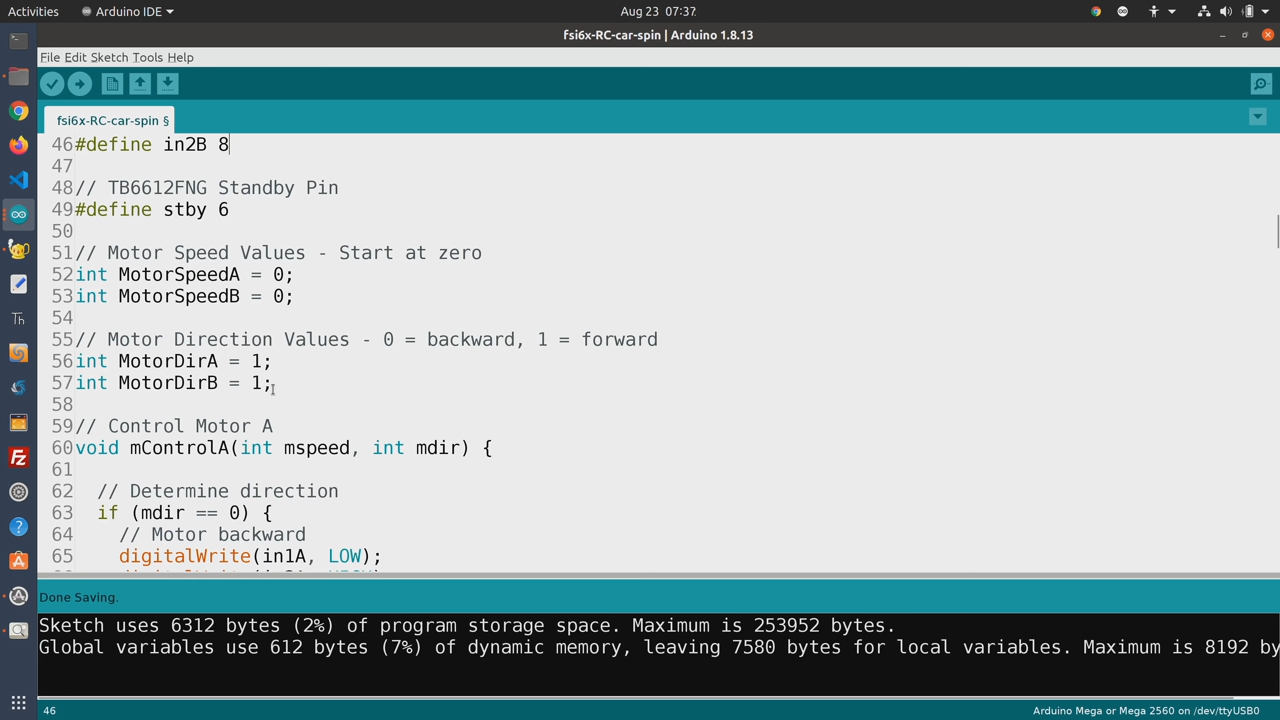 Activities Arduino IDE Aug 23 07:37
fsi6x-RC-car-spin | Arduino 1.8.13
File Edit Sketch Tools Help
fsi6x-RC-car-spin §
46 #define in2B 8
47
48 // TB6612FNG Standby Pin
49 #define stby 6
50
51 // Motor Speed Values - Start at zero
52 int MotorSpeedA = 0;
53 int MotorSpeedB = 0;
54
55 // Motor Direction Values - 0 = backward, 1 = forward
56 int MotorDirA = 1;
57 int MotorDirB = 1;
58
59 // Control Motor A
60 void mControlA(int mspeed, int mdir) {
61
62 // Determine direction
63 if (mdir == 0) {
64 // Motor backward
65 digitalWrite(in1A, LOW);
Done Saving.
Sketch uses 6312 bytes (2%) of program storage space. Maximum is 253952 bytes.
Global variables use 612 bytes (7%) of dynamic memory, leaving 7580 bytes for local variables. Maximum is 8192 by
46 Arduino Mega or Mega 2560 on /dev/ttyUSB0